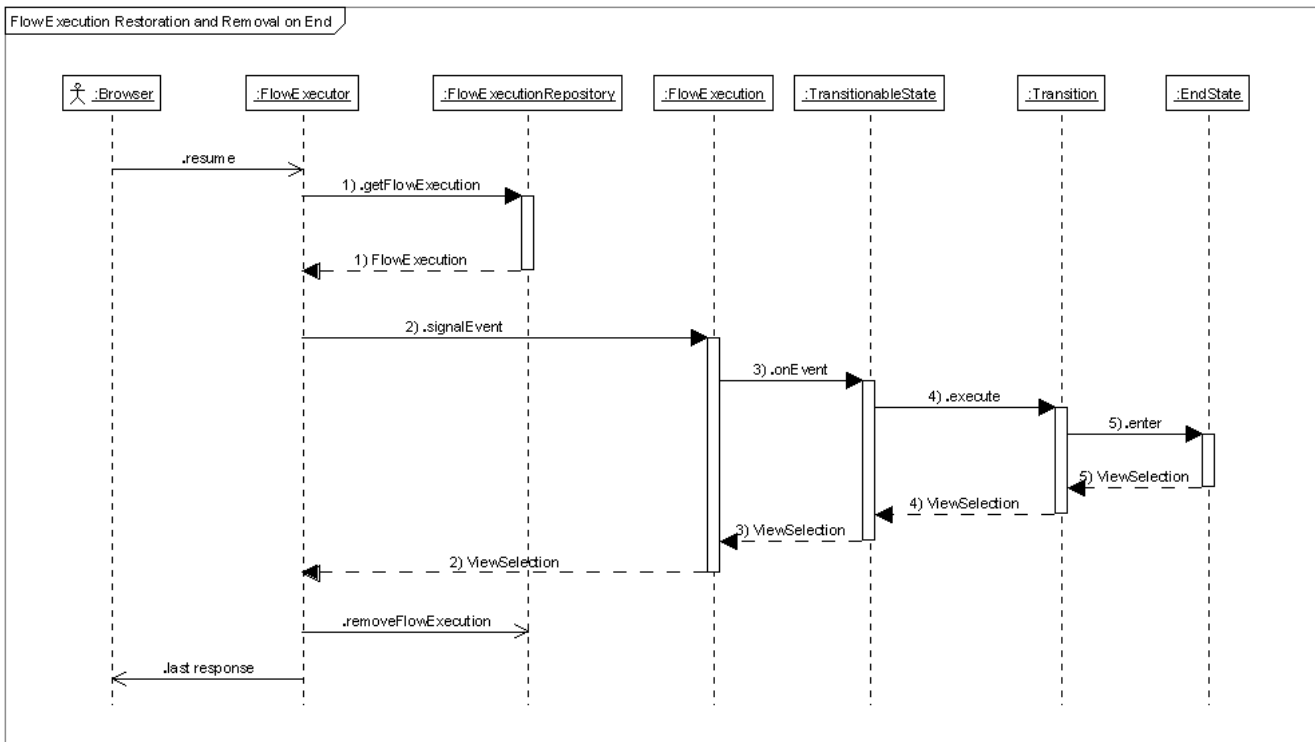 FlowExecution Restoration and Removal on End
:Browser
:FlowExecutor
:FlowExecutionRepository
:FlowExecution
:TransitionableState
:Transition
:EndState
.resume
1) .getFlowExecution
1) FlowExecution
2) .signalEvent
3) .onEvent
4) .execute
5) .enter
5) ViewSelection
4) ViewSelection
3) ViewSelection
2) ViewSelection
.removeFlowExecution
.last response